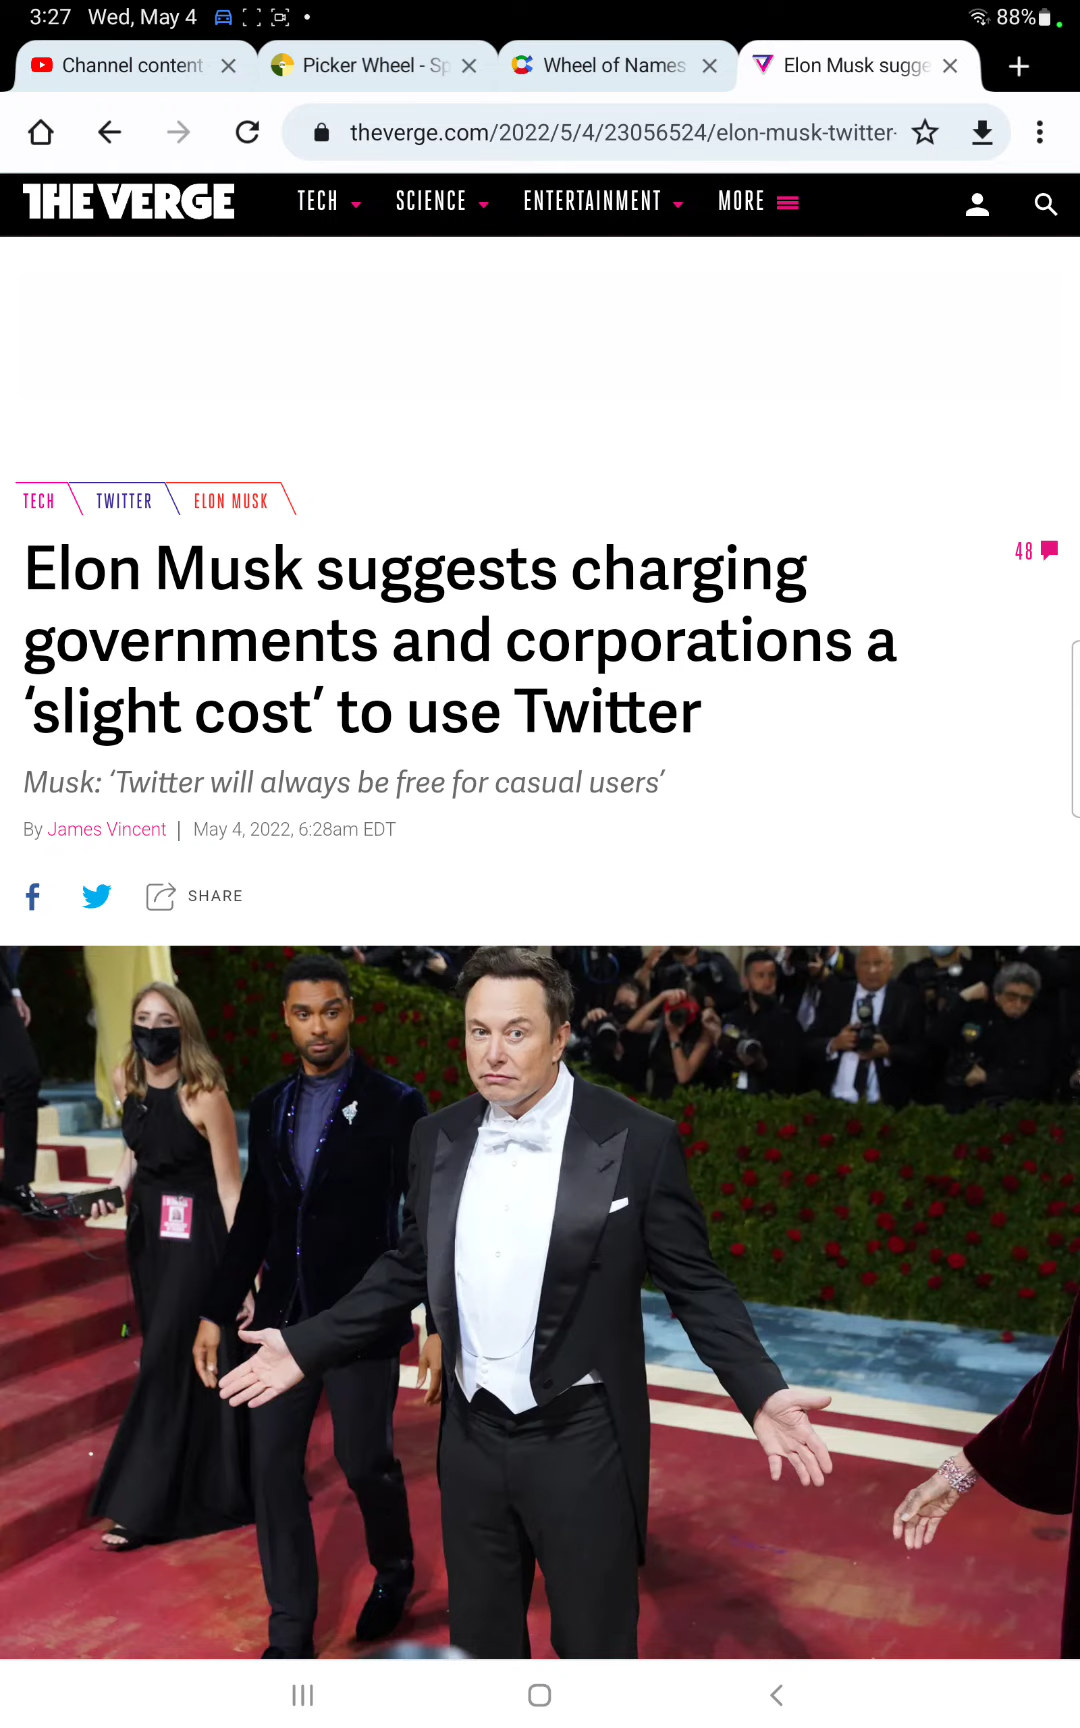 3:27 Wed, May 4
88%
Channel content
Picker Wheel - Sp
Wheel of Names
Elon Musk sugge
theverge.com/2022/5/4/23056524/elon-musk-twitter-
THE VERGE
TECH
SCIENCE
ENTERTAINMENT
MORE
TECH
TWITTER
ELON MUSK
Elon Musk suggests charging
48
governments and corporations a
‘slight cost’ to use Twitter
Musk: ‘Twitter will always be free for casual users’
By James Vincent | May 4, 2022, 6:28am EDT
SHARE